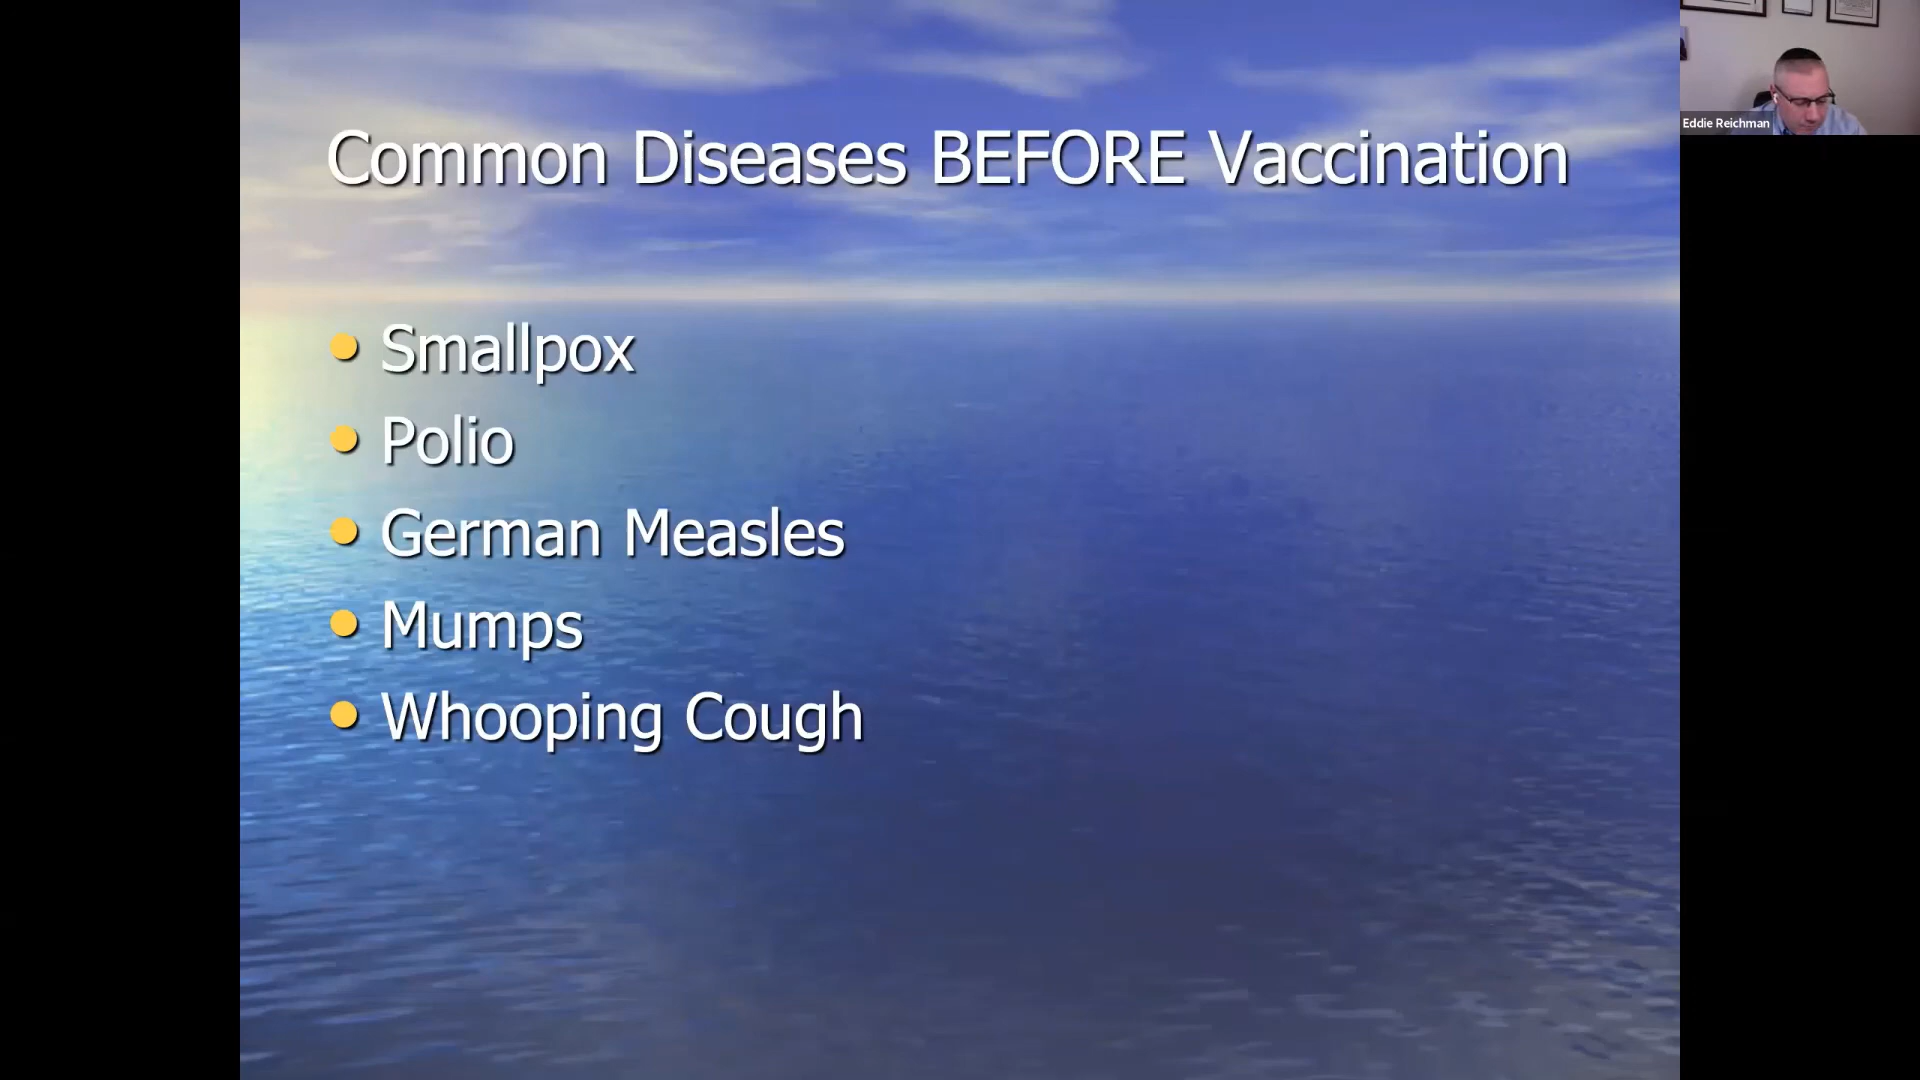 Common Diseases BEFORE Vaccination
Eddie Reichman
• Smallpox
• Polio
• German Measles
• Mumps
• Whooping Cough